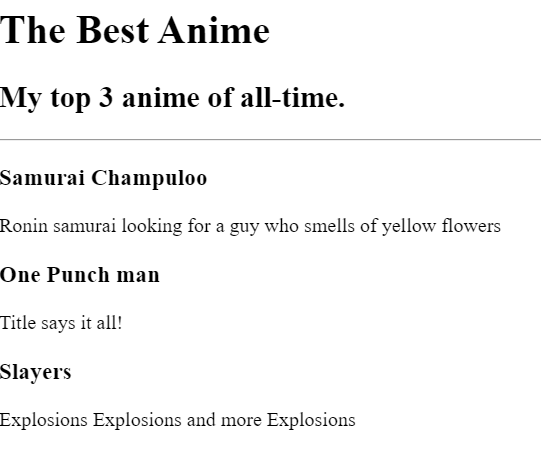 The Best Anime
My top 3 anime of all-time.
Samurai Champuloo
Ronin samurai looking for a guy who smells of yellow flowers
One Punch man
Title says it all!
Slayers
Explosions Explosions and more Explosions